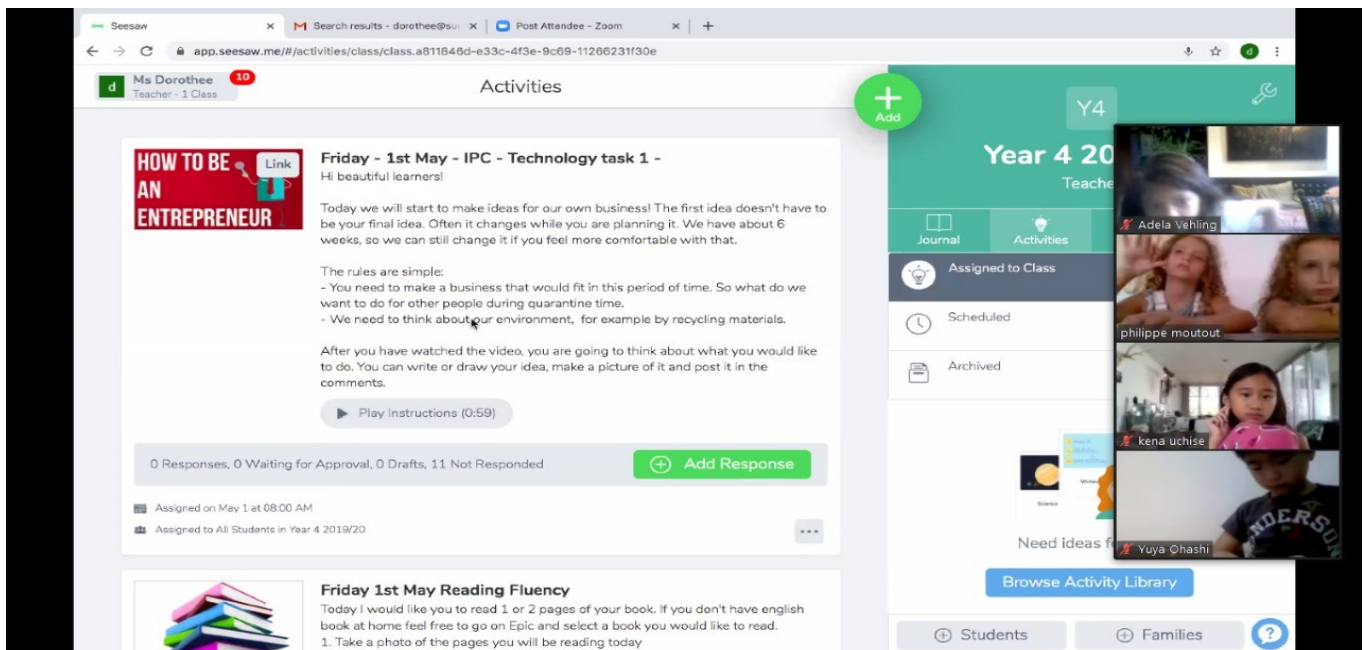 Seesaw
Search results - dorothee@su
Post Attendee - Zoom
app.seesaw.me/#/activities/class/class.a811846d-e33c-4f3e-9c69-11266231f30e
d
d
Ms Dorothee
10
Teacher - 1 Class
Activities
Add
HOW TO BE
AN
ENTREPRENEUR
Link
Friday - 1st May - IPC - Technology task 1 -
Hi beautiful learners!
Today we will start to make ideas for our own business! The first idea doesn't have to
be your final idea. Often it changes while you are planning it. We have about 6
weeks, so we can still change it if you feel more comfortable with that.
The rules are simple:
- You need to make a business that would fit in this period of time. So what do we
want to do for other people during quarantine time.
- We need to think about our environment, for example by recycling materials.
After you have watched the video, you are going to think about what you would like
to do. You can write or draw your idea, make a picture of it and post it in the
comments.
Play Instructions (0:59)
0 Responses, 0 Waiting for Approval, 0 Drafts, 11 Not Responded
Add Response
Assigned on May 1 at 08:00 AM
Assigned to All Students in Year 4 2019/20
Friday 1st May Reading Fluency
Today I would like you to read 1 or 2 pages of your book. If you don't have english
book at home feel free to go on Epic and select a book you would like to read.
1. Take a photo of the pages you will be reading today
Y4
Year 4 20
Teache
Journal
Activities
Assigned to Class
Scheduled
Archived
Science
Need ideas f
Browse Activity Library
Students
Families
?
Adela Vehling
philippe moutout
kena uchise
Yuya Ohashi
NDERSON